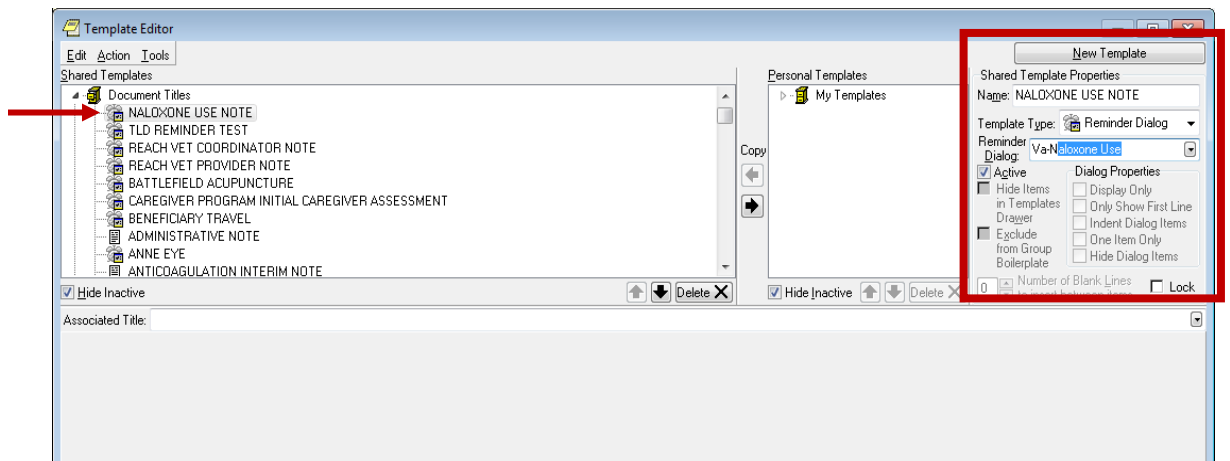 Template Editor
Edit Action Tools
New Template
Shared Templates
Document Titles
NALOXONE USE NOTE
TLD REMINDER TEST
REACH VET COORDINATOR NOTE
REACH VET PROVIDER NOTE
BATTLEFIELD ACUPUNCTURE
CAREGIVER PROGRAM INITIAL CAREGIVER ASSESSMENT
BENEFICIARY TRAVEL
ADMINISTRATIVE NOTE
ANNE EYE
ANTICOAGULATION INTERIM NOTE
Hide Inactive
Delete
Copy
Personal Templates
My Templates
Hide Inactive
Delete
Shared Template Properties
Name: NALOXONE USE NOTE
Template Type: Reminder Dialog
Reminder
Dialog: Va-Naloxone Use
Active
Hide Items
in Templates
Drawer
Exclude
from Group
Boilerplate
Dialog Properties
Display Only
Only Show First Line
Indent Dialog Items
One Item Only
Hide Dialog Items
0 Number of Blank Lines
to insert between items
Lock
Associated Title: